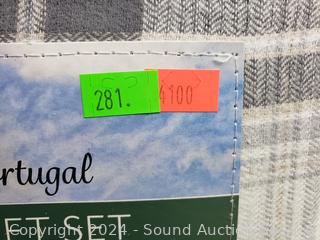 281.
4100
rtugal
ET SET
Copyright 2024 - Sound Auction